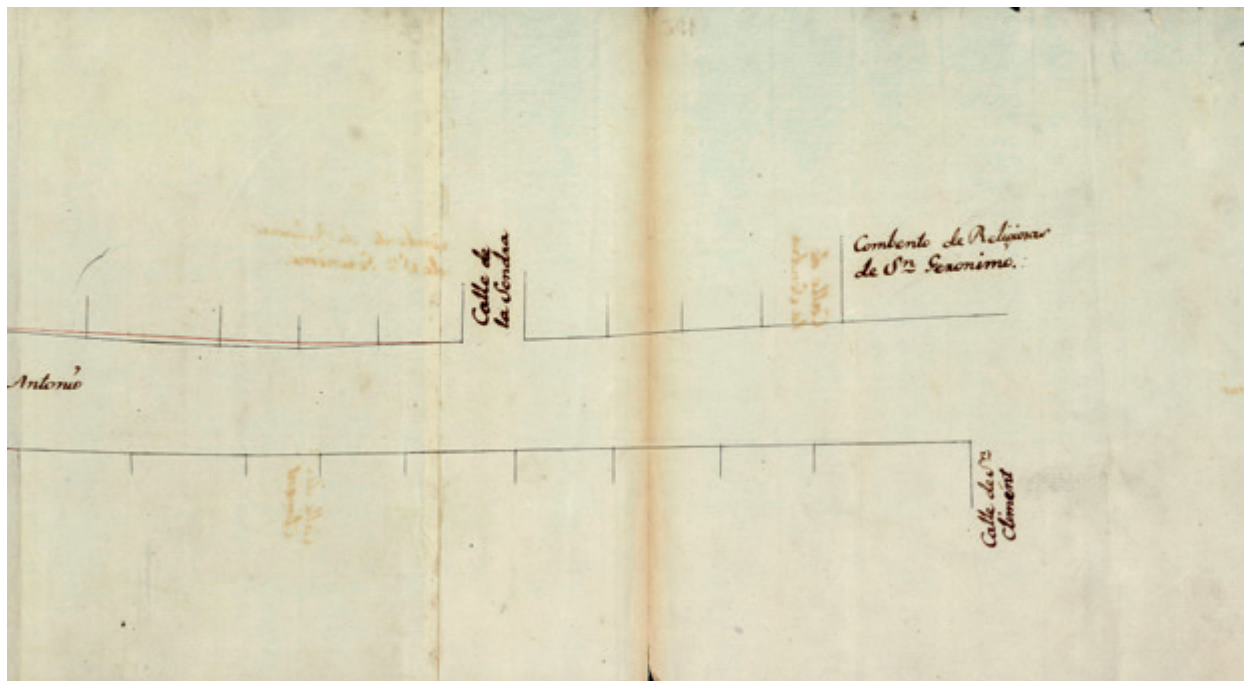 Calle de
la Sendra
Combento de Religiosas
de Sn Geronimo.
Antonio
Calle de Sn
Climent